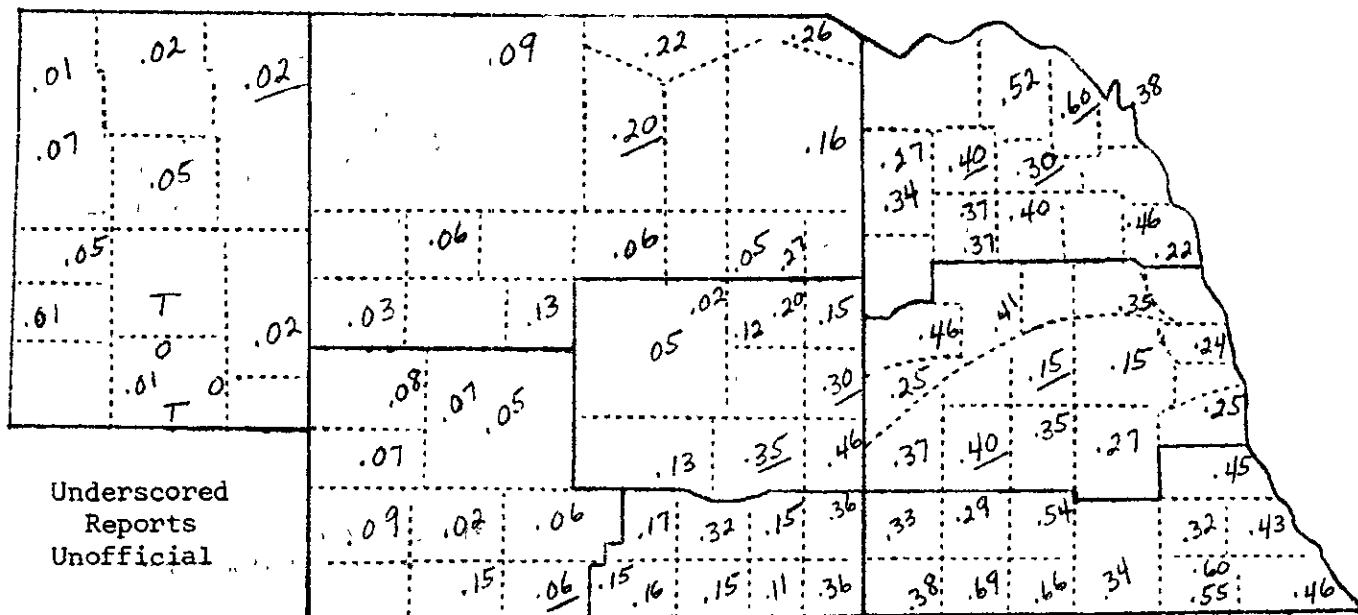 .01 .02 .02 .09 .22 .26
.52 .60 .38
.07 .05 .20 .16 .27 .40 .30
.34 .37 .40 .46
.05 .06 .06 .05 .27 .37 .22
.01 T .02 .03 .13 .02 .20 .15 .41 .35
0 05 .12 .46 .24
.01 0 .08 .07 .05 .30 .25 .15 .15
T .25
.07 .13 .35 .46 .37 .40 .35 .27
.45
Underscored
Reports
Unofficial
.09 .02 .06 .17 .32 .15 .36 .33 .29 .54 .32 .43
.15 .06 .15 .16 .15 .11 .36 .38 .69 .66 .34 .60
.55 .46